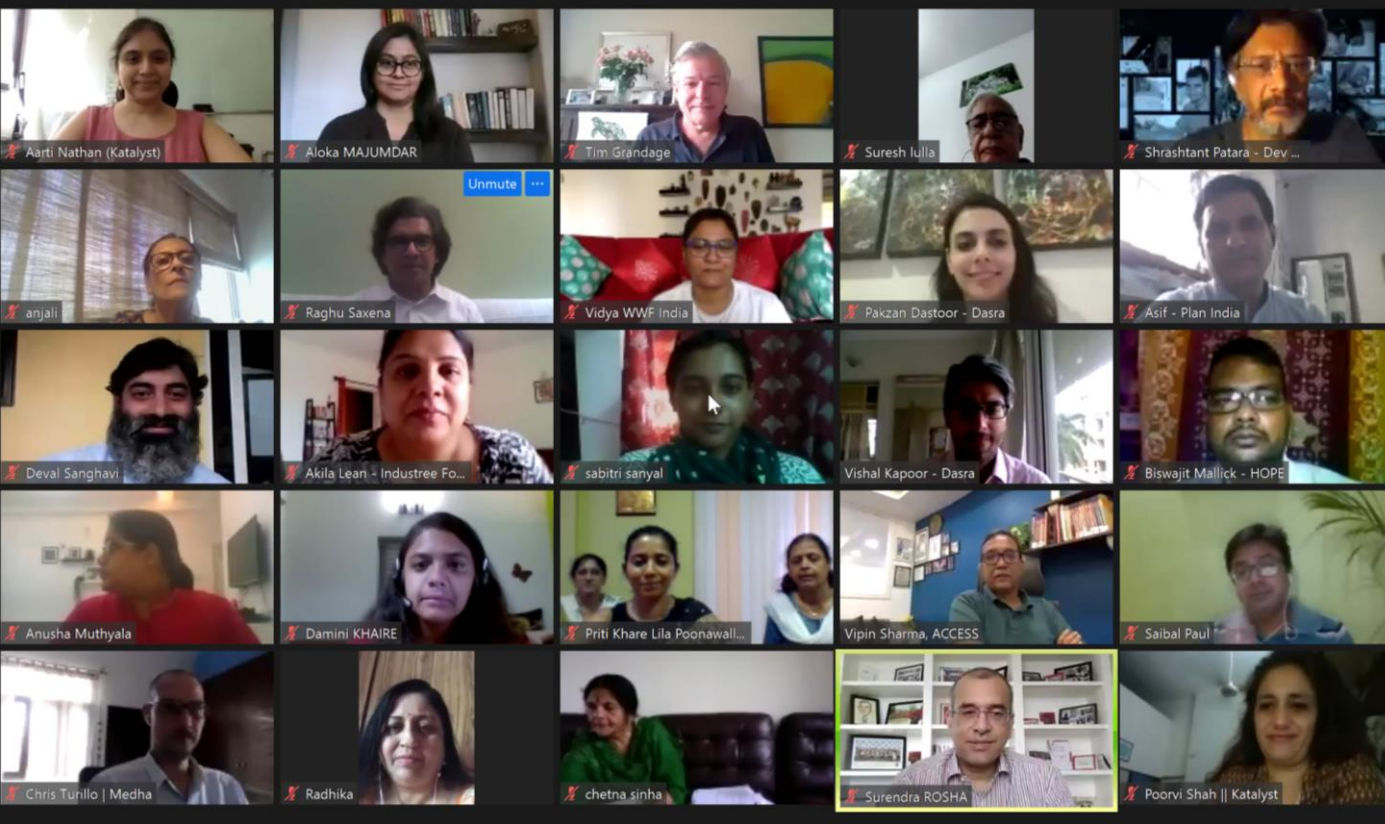 Aarti Nathan (Katalyst)
Aloka MAJUMDAR
Tim Grandage
Suresh lulla
Shrashtant Patara - Dev ...
anjali
Unmute ...
Raghu Saxena
Vidya WWF India
Pakzan Dastoor - Dasra
Asif - Plan India
Deval Sanghavi
Akila Lean - Industree Fo...
sabitri sanyal
Vishal Kapoor - Dasra
Biswajit Mallick - HOPE
Anusha Muthyala
Damini KHAIRE
Priti Khare Lila Poonawall...
Vipin Sharma, ACCESS
Saibal Paul
Chris Turillo | Medha
Radhika
chetna sinha
Surendra ROSHA
Poorvi Shah || Katalyst